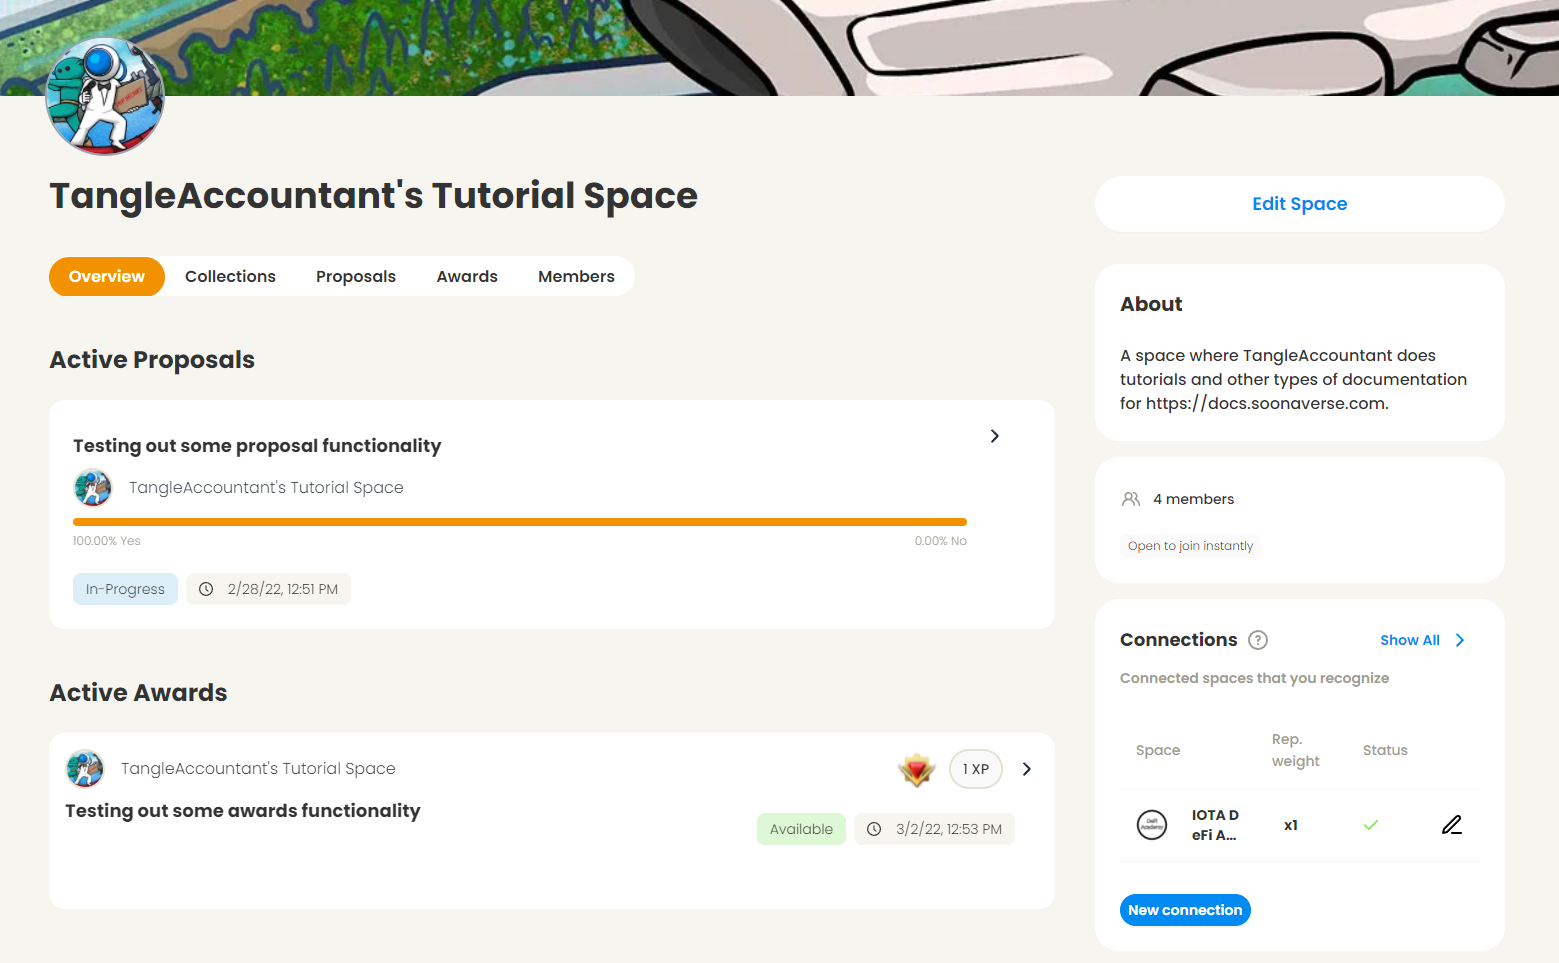 TangleAccountant's Tutorial Space
Edit Space
Overview
Collections
Proposals
Awards
Members
Active Proposals
Testing out some proposal functionality
TangleAccountant's Tutorial Space
100.00% Yes
0.00% No
In-Progress
2/28/22, 12:51 PM
Active Awards
TangleAccountant's Tutorial Space
1 XP
Testing out some awards functionality
Available
3/2/22, 12:53 PM
About
A space where TangleAccountant does
tutorials and other types of documentation
for https://docs.soonaverse.com.
4 members
Open to join instantly
Connections
?
Show All
Connected spaces that you recognize
Space
Rep.
weight
Status
DeFi
Academy
IOTA D
eFi A...
x1
New connection